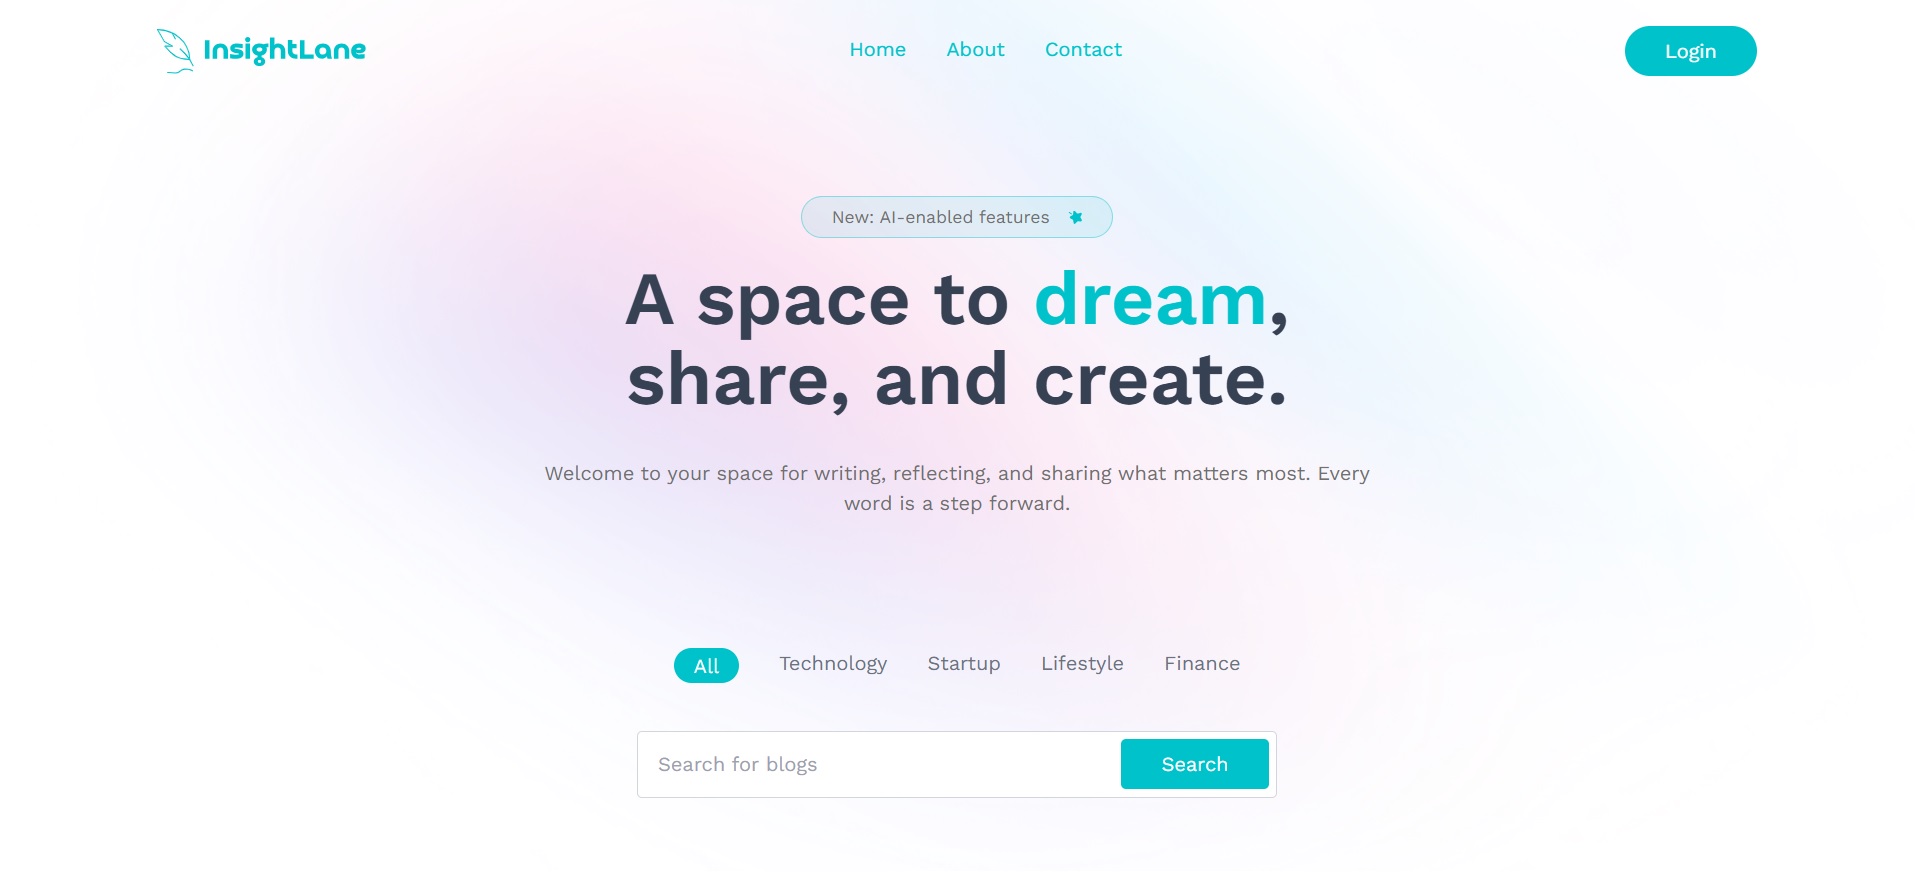 InsightLane
Home
About
Contact
Login
New: AI-enabled features
A space to dream,
share, and create.
Welcome to your space for writing, reflecting, and sharing what matters most. Every
word is a step forward.
All
Technology
Startup
Lifestyle
Finance
Search for blogs
Search